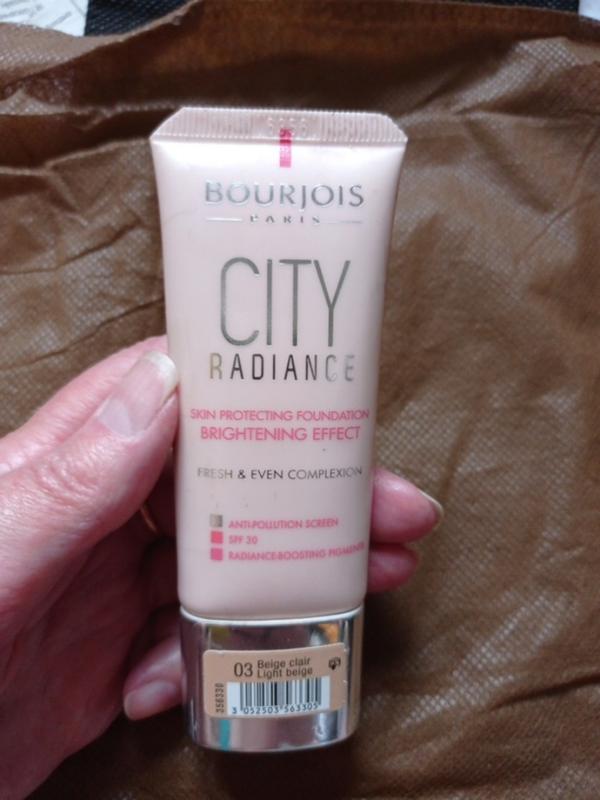 BOURJOIS
PARIS
CITY
RADIANCE
SKIN PROTECTING FOUNDATION
BRIGHTENING EFFECT
FRESH & EVEN COMPLEXION
ANTI-POLLUTION SCREEN
SPF 30
RADIANCE-BOOSTING PIGMENTS
03 Beige clair
Light beige
356330
3 052503 563305